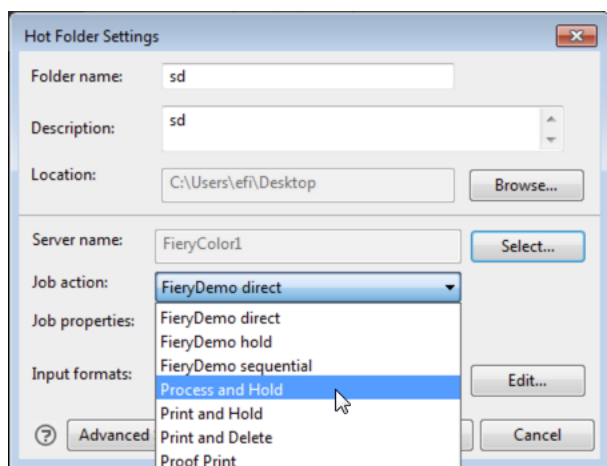 Hot Folder Settings
Folder name: sd
Description: sd
Location: C:\Users\efi\Desktop Browse...
Server name: FieryColor1 Select...
Job action: FieryDemo direct
Job properties: FieryDemo direct
FieryDemo hold
Input formats: FieryDemo sequential
Process and Hold Edit...
Print and Hold
? Advanced Print and Delete Cancel
Proof Print